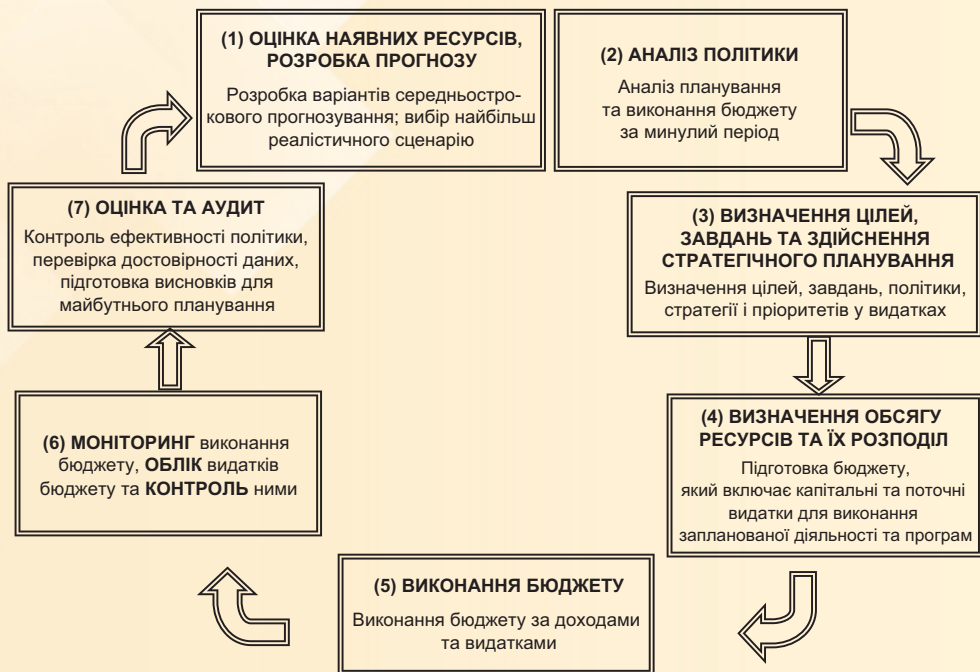 (1) ОЦІНКА НАЯВНИХ РЕСУРСІВ,
РОЗРОБКА ПРОГНОЗУ
Розробка варіантів середньостро-
кового прогнозування; вибір найбільш
реалістичного сценарію
(2) АНАЛІЗ ПОЛІТИКИ
Аналіз планування
та виконання бюджету
за минулий період
(3) ВИЗНАЧЕННЯ ЦІЛЕЙ,
ЗАВДАНЬ ТА ЗДІЙСНЕННЯ
СТРАТЕГІЧНОГО ПЛАНУВАННЯ
Визначення цілей, завдань, політики,
стратегії і пріоритетів у видатках
(4) ВИЗНАЧЕННЯ ОБСЯГУ
РЕСУРСІВ ТА ЇХ РОЗПОДІЛ
Підготовка бюджету,
який включає капітальні та поточні
видатки для виконання
запланованої діяльності та програм
(5) ВИКОНАННЯ БЮДЖЕТУ
Виконання бюджету за доходами
та видатками
(6) МОНІТОРИНГ виконання
бюджету, ОБЛІК видатків
бюджету та КОНТРОЛЬ ними
(7) ОЦІНКА ТА АУДИТ
Контроль ефективності політики,
перевірка достовірності даних,
підготовка висновків для
майбутнього планування